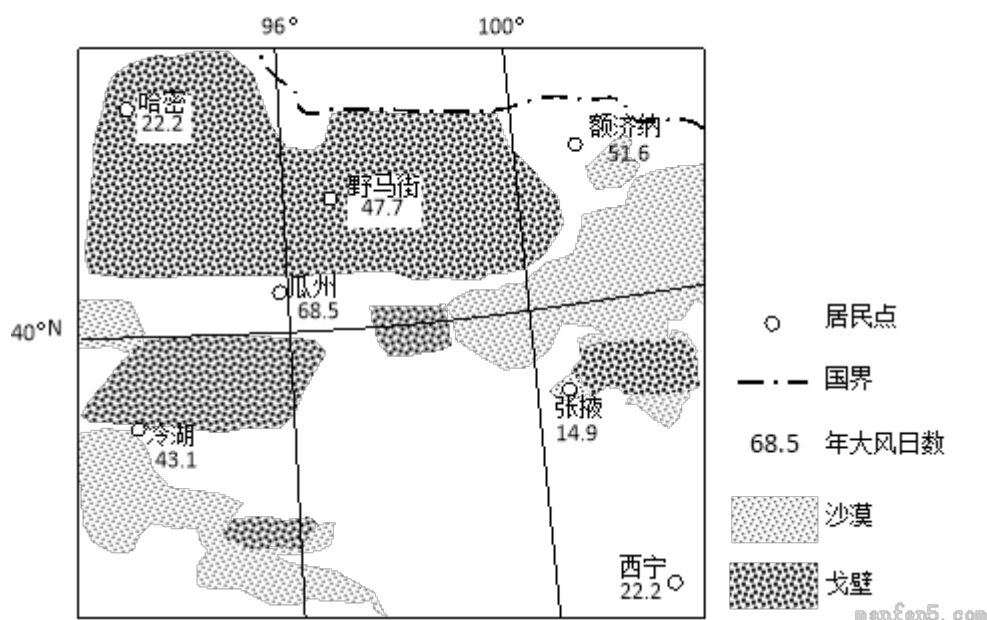 96° 100°
哈密
22.2
额济纳
51.6
野马街
47.7
瓜州
68.5
40°N
居民点
国界
张掖
14.9
冷湖
43.1
68.5 年大风日数
沙漠
西宁
22.2
戈壁
manfen5.com